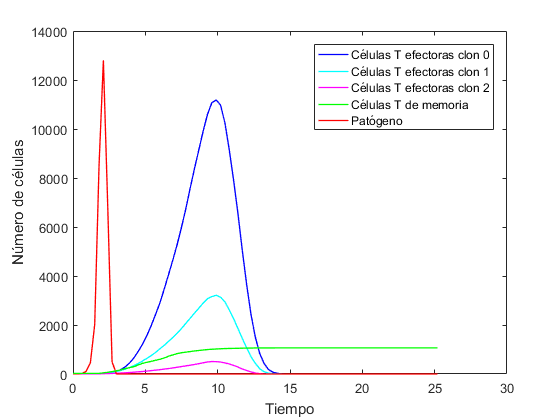 14000
12000
10000
8000
6000
4000
2000
0
Número de células
0
5
10
15
20
25
30
Tiempo
Células T efectoras clon 0
Células T efectoras clon 1
Células T efectoras clon 2
Células T de memoria
Patógeno